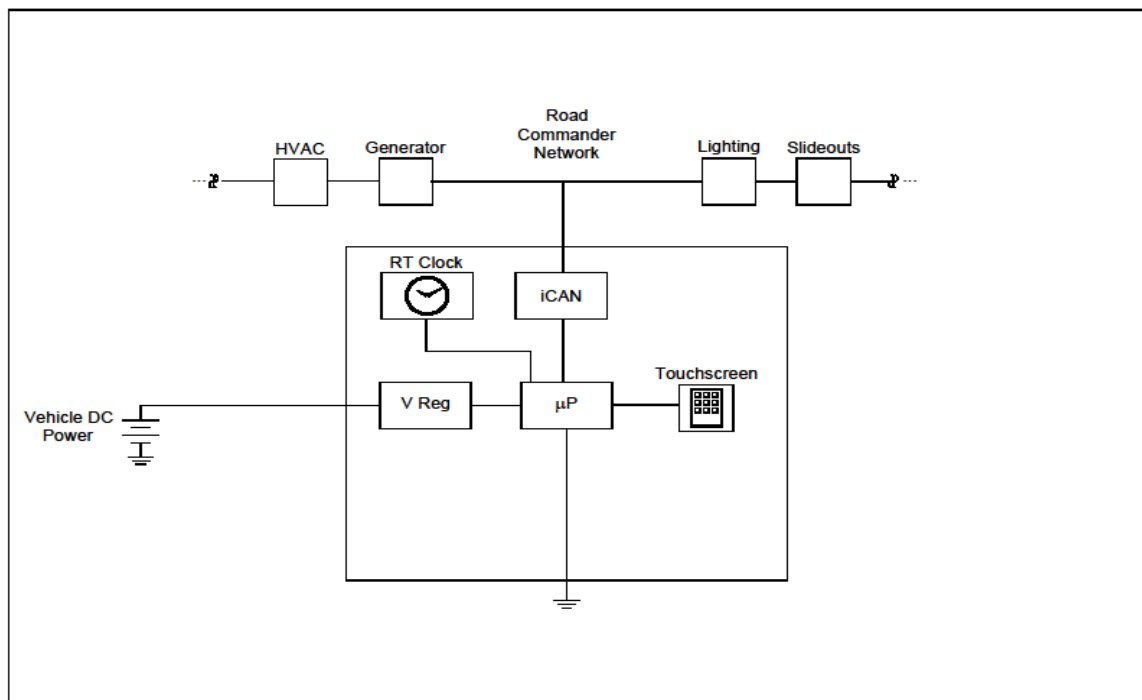 Road
Commander
Network
HVAC
Generator
Lighting
Slideouts
RT Clock
iCAN
Touchscreen
V Reg
μP
Vehicle DC
Power